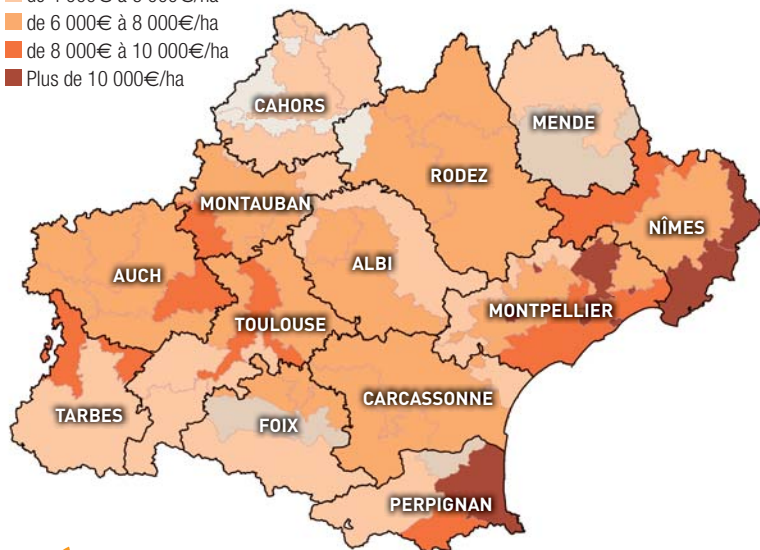 de 6 000€ à 8 000€/ha
de 8 000€ à 10 000€/ha
Plus de 10 000€/ha
CAHORS
MENDE
RODEZ
MONTAUBAN
NÎMES
ALBI
AUCH
MONTPELLIER
TOULOUSE
CARCASSONNE
TARBES
FOIX
PERPIGNAN